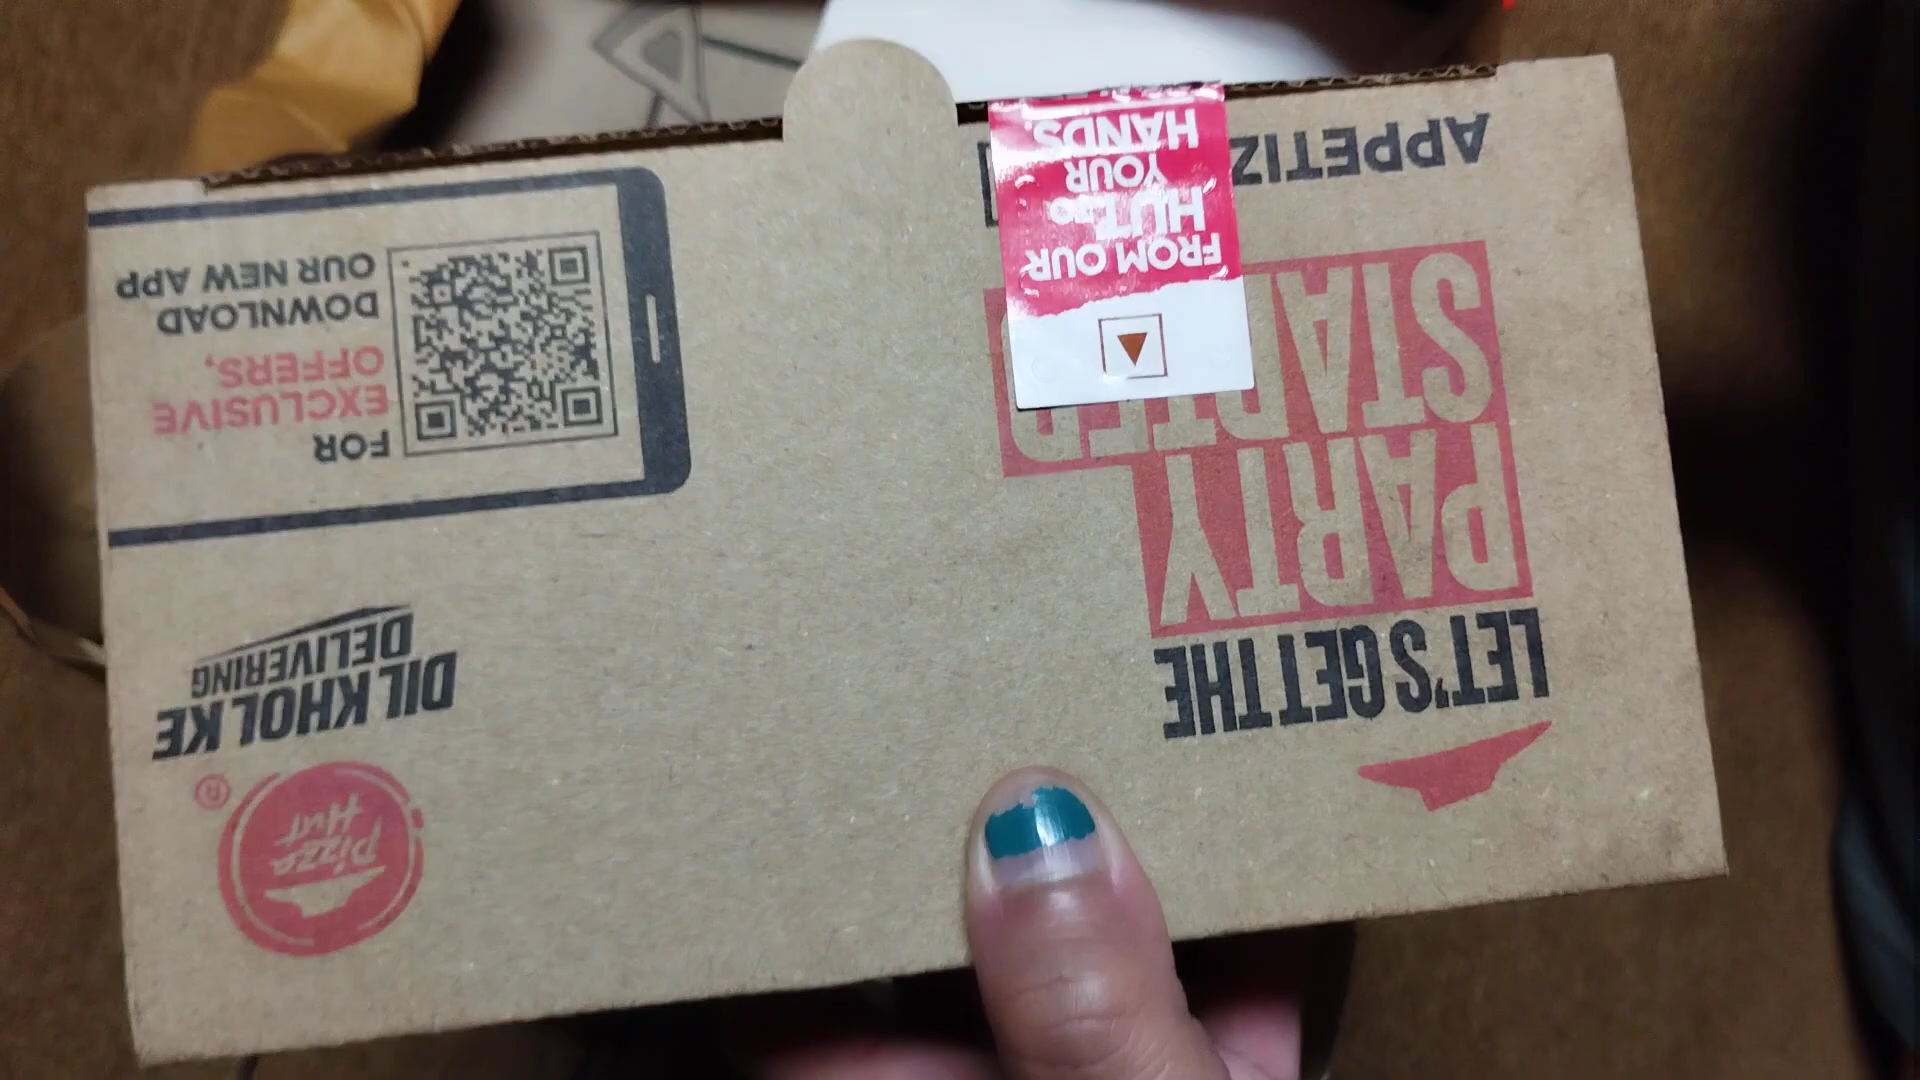 LET'S GET THE
PARTY
STARTED
APPETIZ
FROM OUR
HUT TO
YOUR
HANDS.
Pizza
Hut
®
DIL KHOL KE
DELIVERING
FOR
EXCLUSIVE
OFFERS,
DOWNLOAD
OUR NEW APP